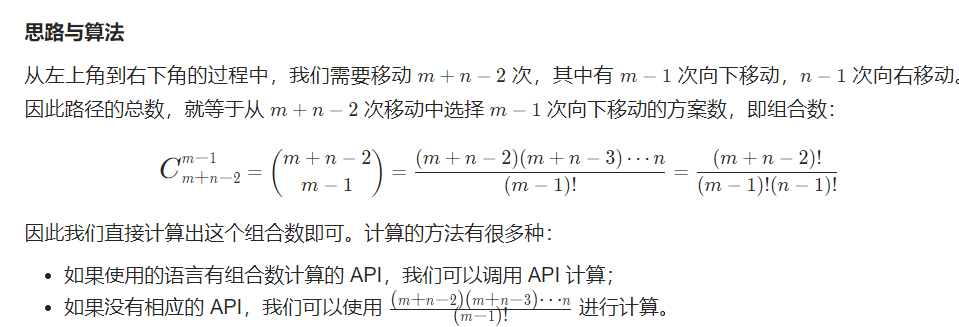 思路与算法
从左上角到右下角的过程中，我们需要移动 m + n − 2 次，其中有 m − 1 次向下移动，n − 1 次向右移动。
因此路径的总数，就等于从 m + n − 2 次移动中选择 m − 1 次向下移动的方案数，即组合数：
$C_{m+n-2}^{m-1} = \binom{m+n-2}{m-1} = \frac{(m+n-2)(m+n-3)\cdots n}{(m-1)!} = \frac{(m+n-2)!}{(m-1)!(n-1)!}$
因此我们直接计算出这个组合数即可。计算的方法有很多种：
• 如果使用的语言有组合数计算的 API，我们可以调用 API 计算；
• 如果没有相应的 API，我们可以使用 $\frac{(m+n-2)(m+n-3)\cdots n}{(m-1)!}$ 进行计算。